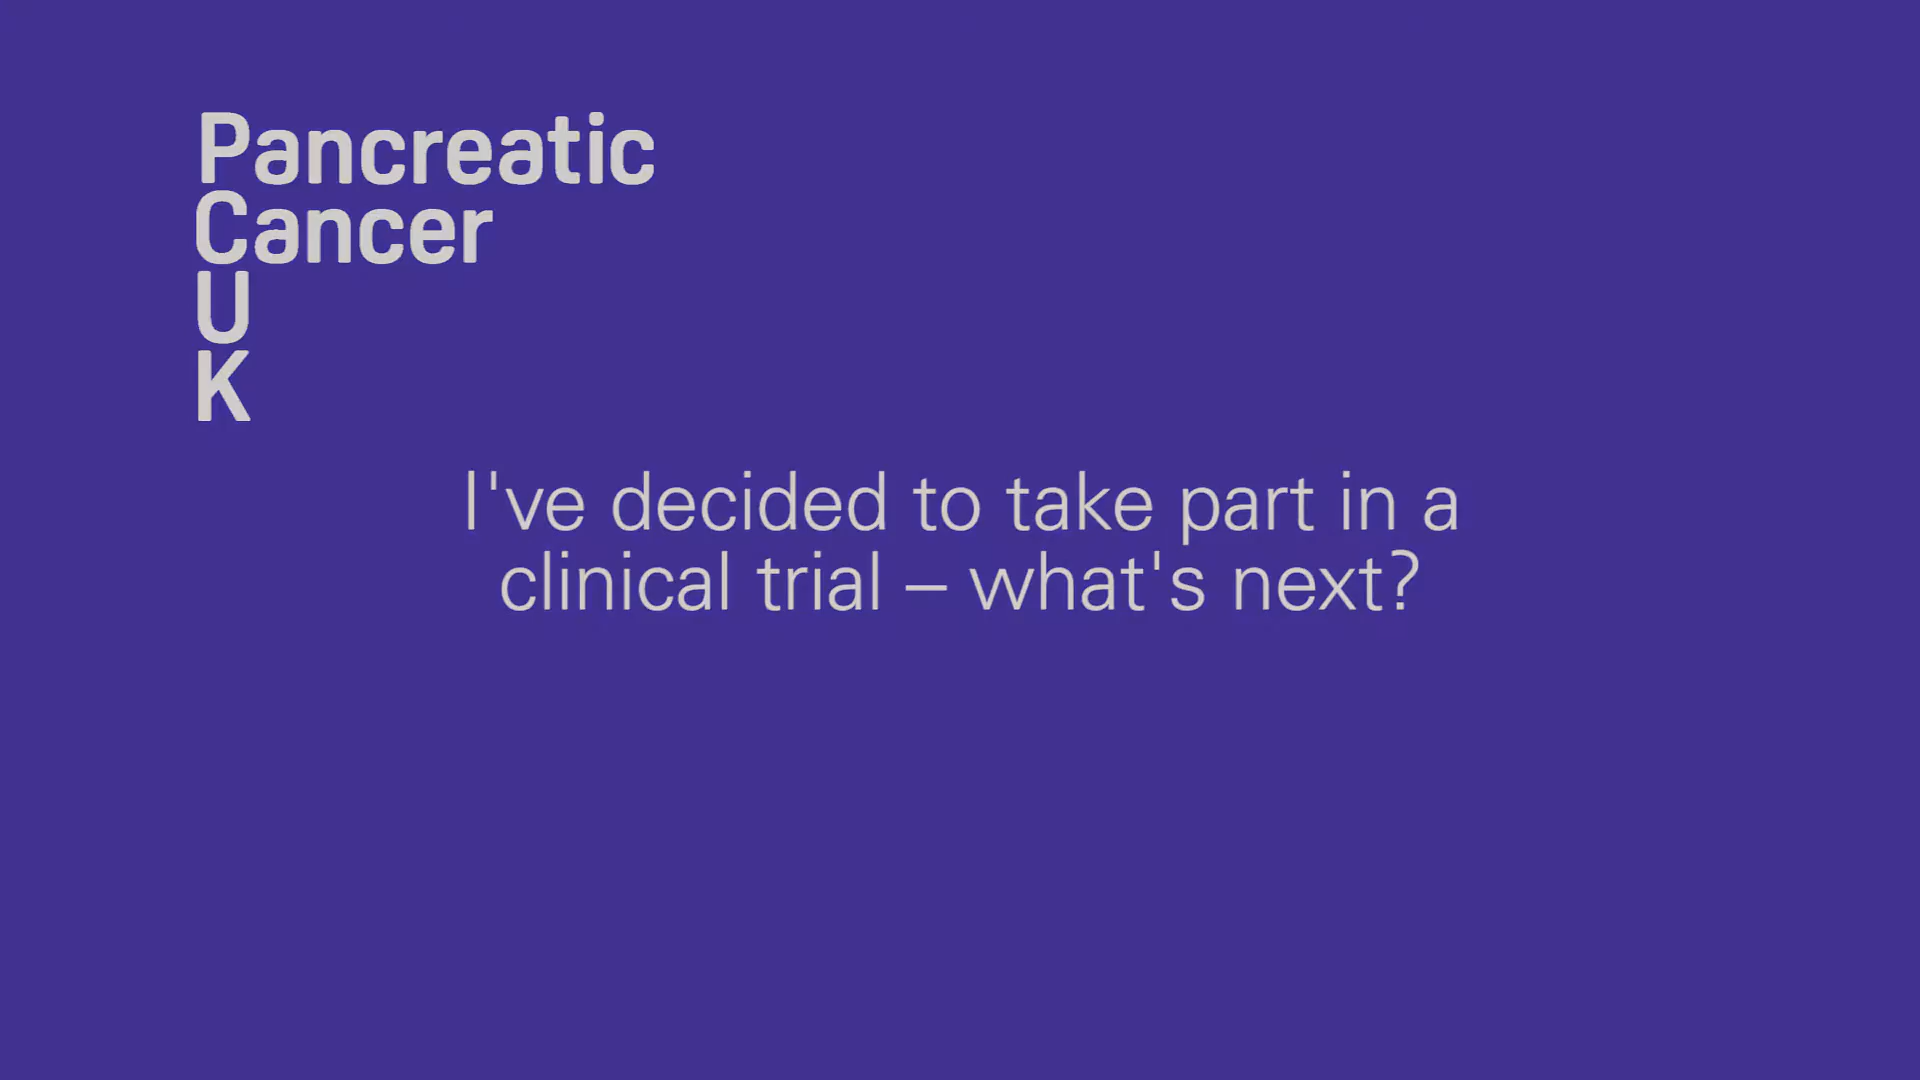 Pancreatic
Cancer
U
K
I've decided to take part in a
clinical trial – what's next?